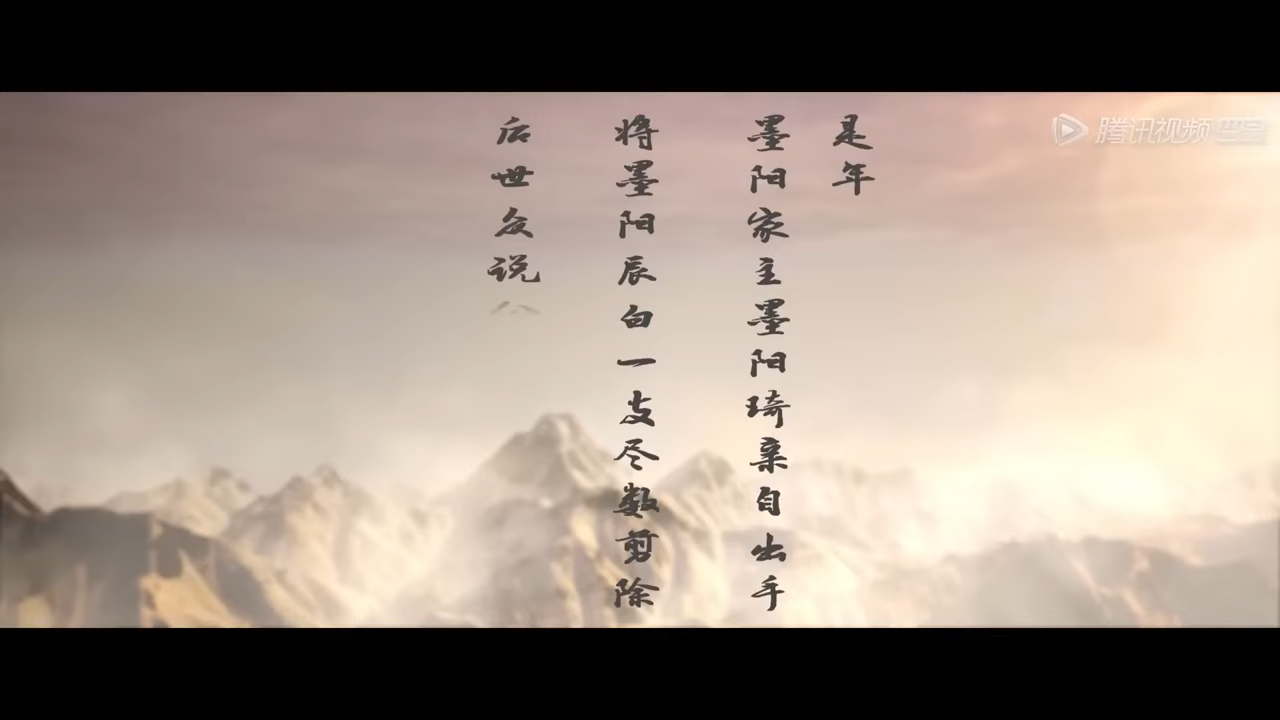 是年
墨阳家主墨阳琦亲自出手
将墨阳辰白一支尽数剪除
后世众说
腾讯视频